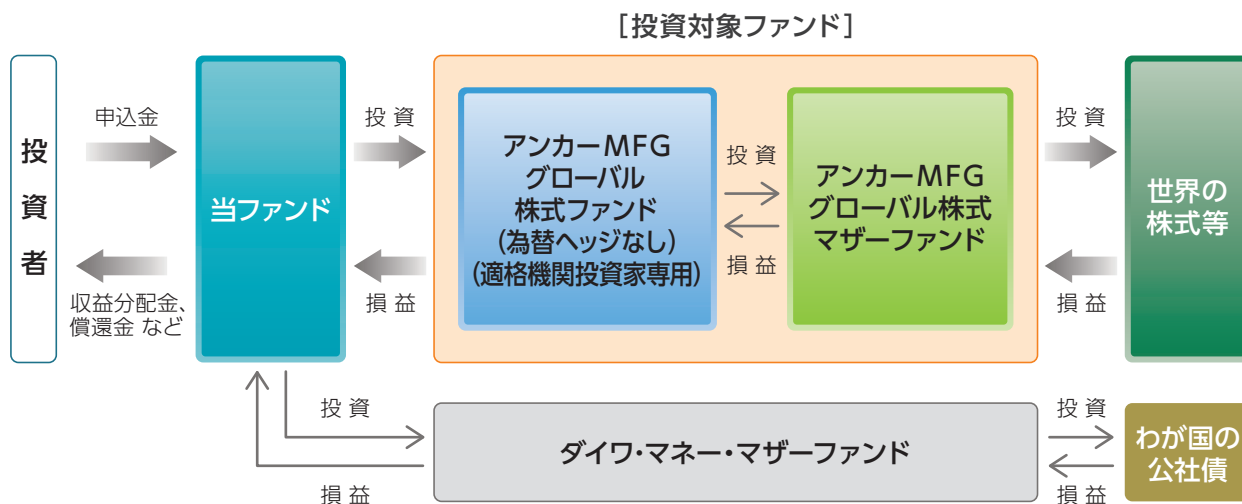 ［投資対象ファンド］
投資者
申込金
収益分配金、
償還金 など
当ファンド
投 資
損 益
アンカーMFG
グローバル
株式ファンド
（為替ヘッジなし）
（適格機関投資家専用）
投 資
損 益
アンカーMFG
グローバル株式
マザーファンド
投 資
損 益
世界の
株式等
投 資
損 益
ダイワ・マネー・マザーファンド
投 資
損 益
わが国の
公社債